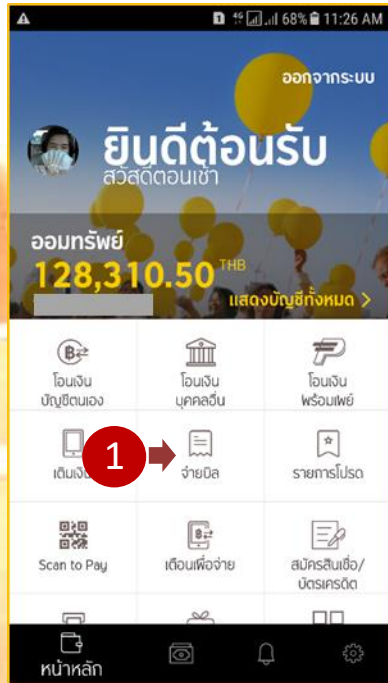 4G 68% 11:26 AM
ออกจากระบบ
ยินดีต้อนรับ
สวัสดีตอนเช้า
ออมทรัพย์
128,310.50 THB
แสดงบัญชีทั้งหมด >
โอนเงิน
บัญชีตนเอง
โอนเงิน
บุคคลอื่น
โอนเงิน
พร้อมเพย์
เติมเงิน
1
จ่ายบิล
รายการโปรด
Scan to Pay
เตือนเพื่อจ่าย
สมัครสินเชื่อ/
บัตรเครดิต
หน้าหลัก